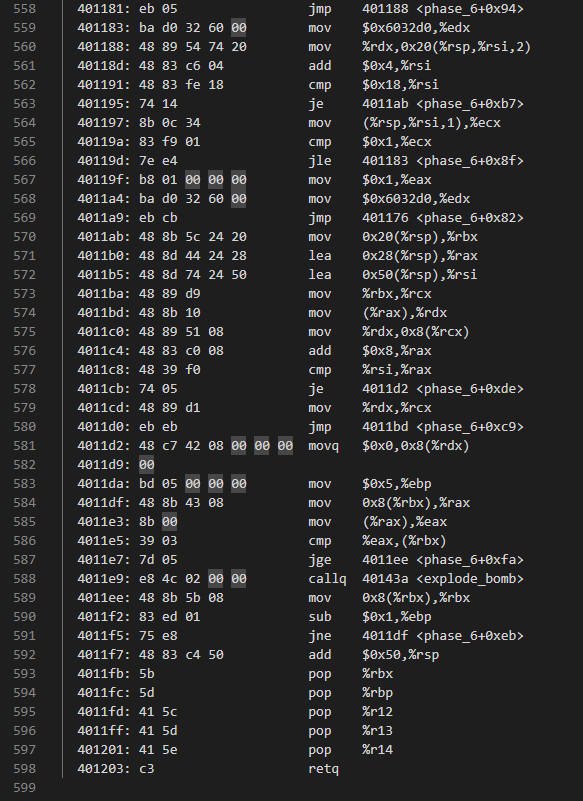 558 401181: eb 05 jmp 401188 <phase_6+0x94>
559 401183: ba d0 32 60 00 mov $0x6032d0,%edx
560 401188: 48 89 54 74 20 mov %rdx,0x20(%rsp,%rsi,2)
561 40118d: 48 83 c6 04 add $0x4,%rsi
562 401191: 48 83 fe 18 cmp $0x18,%rsi
563 401195: 74 14 je 4011ab <phase_6+0xb7>
564 401197: 8b 0c 34 mov (%rsp,%rsi,1),%ecx
565 40119a: 83 f9 01 cmp $0x1,%ecx
566 40119d: 7e e4 jle 401183 <phase_6+0x8f>
567 40119f: b8 01 00 00 00 mov $0x1,%eax
568 4011a4: ba d0 32 60 00 mov $0x6032d0,%edx
569 4011a9: eb cb jmp 401176 <phase_6+0x82>
570 4011ab: 48 8b 5c 24 20 mov 0x20(%rsp),%rbx
571 4011b0: 48 8d 44 24 28 lea 0x28(%rsp),%rax
572 4011b5: 48 8d 74 24 50 lea 0x50(%rsp),%rsi
573 4011ba: 48 89 d9 mov %rbx,%rcx
574 4011bd: 48 8b 10 mov (%rax),%rdx
575 4011c0: 48 89 51 08 mov %rdx,0x8(%rcx)
576 4011c4: 48 83 c0 08 add $0x8,%rax
577 4011c8: 48 39 f0 cmp %rsi,%rax
578 4011cb: 74 05 je 4011d2 <phase_6+0xde>
579 4011cd: 48 89 d1 mov %rdx,%rcx
580 4011d0: eb eb jmp 4011bd <phase_6+0xc9>
581 4011d2: 48 c7 42 08 00 00 00 movq $0x0,0x8(%rdx)
582 4011d9: 00
583 4011da: bd 05 00 00 00 mov $0x5,%ebp
584 4011df: 48 8b 43 08 mov 0x8(%rbx),%rax
585 4011e3: 8b 00 mov (%rax),%eax
586 4011e5: 39 03 cmp %eax,(%rbx)
587 4011e7: 7d 05 jge 4011ee <phase_6+0xfa>
588 4011e9: e8 4c 02 00 00 callq 40143a <explode_bomb>
589 4011ee: 48 8b 5b 08 mov 0x8(%rbx),%rbx
590 4011f2: 83 ed 01 sub $0x1,%ebp
591 4011f5: 75 e8 jne 4011df <phase_6+0xeb>
592 4011f7: 48 83 c4 50 add $0x50,%rsp
593 4011fb: 5b pop %rbx
594 4011fc: 5d pop %rbp
595 4011fd: 41 5c pop %r12
596 4011ff: 41 5d pop %r13
597 401201: 41 5e pop %r14
598 401203: c3 retq
599